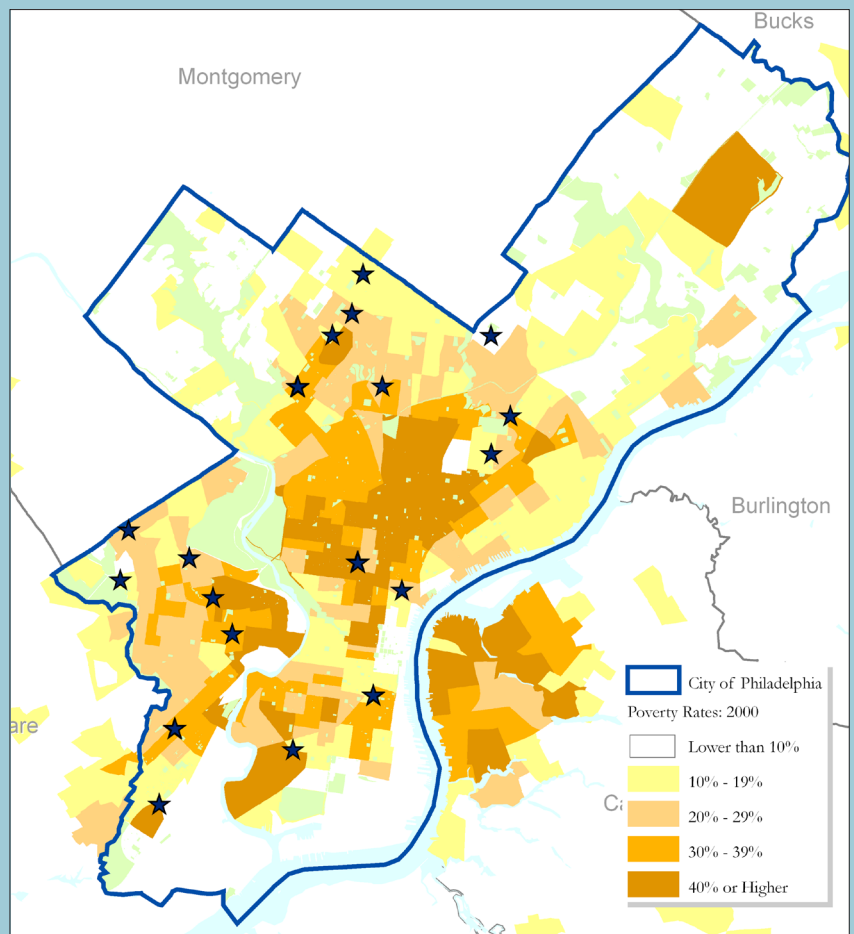 Bucks
Montgomery
Burlington
are
City of Philadelphia
Poverty Rates: 2000
Lower than 10%
10% - 19%
20% - 29%
30% - 39%
40% or Higher